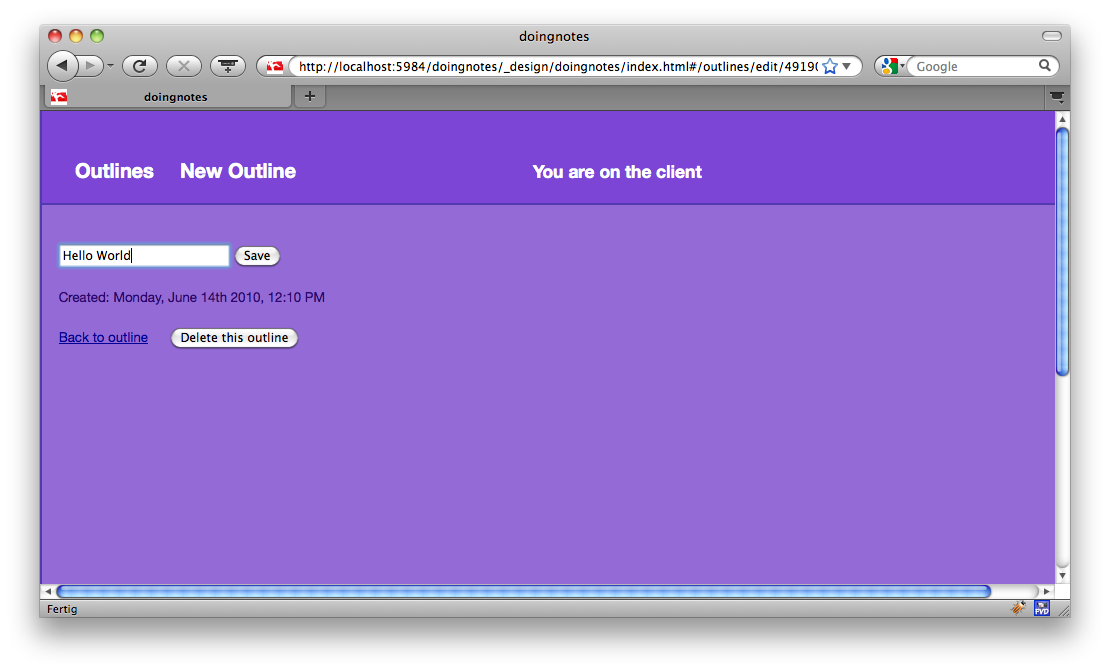 doingnotes
http://localhost:5984/doingnotes/_design/doingnotes/index.html#/outlines/edit/4919
Google
doingnotes
Outlines New Outline You are on the client
Hello World Save
Created: Monday, June 14th 2010, 12:10 PM
Back to outline Delete this outline
Fertig
FVD